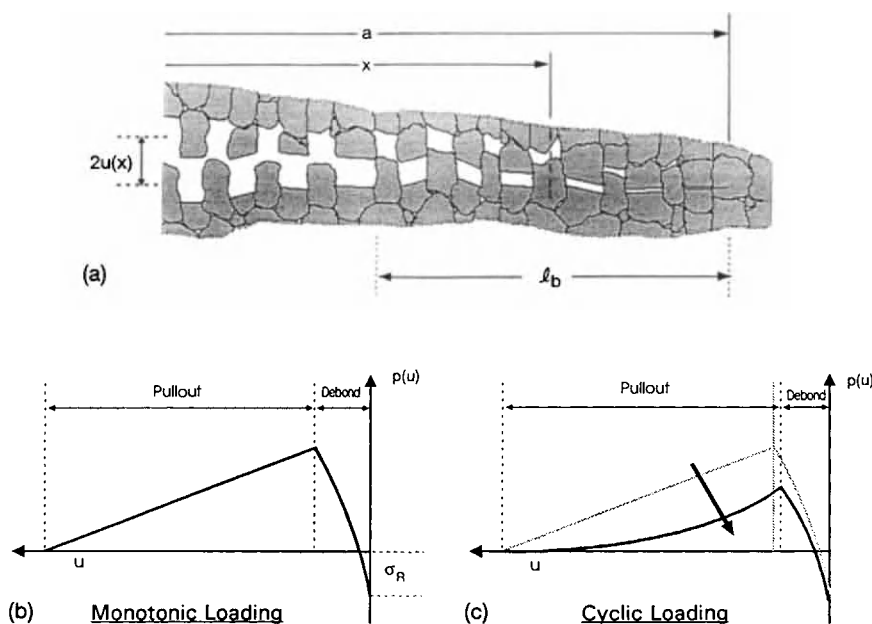 a
x
2u(x)
(a)
ℓb
p(u)
Pullout
Debond
u
σR
(b) Monotonic Loading
p(u)
Pullout
Debond
u
(c) Cyclic Loading